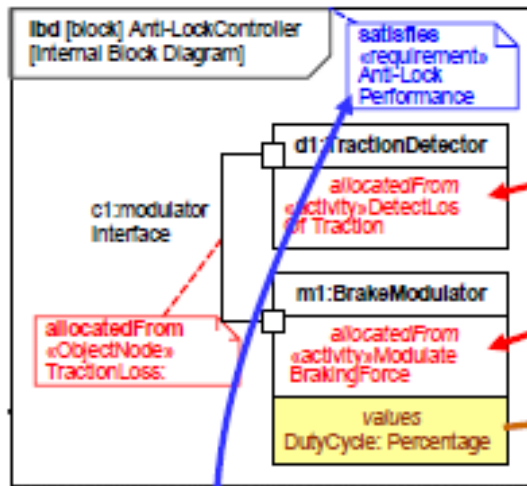 ibd [block] Anti-LockController
[Internal Block Diagram]
satisfies
«requirement»
Anti-Lock
Performance
d1:TractionDetector
allocatedFrom
«activity»DetectLos
Of Traction
c1:modulator
Interface
m1:BrakeModulator
allocatedFrom
«activity»Modulate
BrakingForce
allocatedFrom
«ObjectNode»
TractionLoss:
values
DutyCycle: Percentage